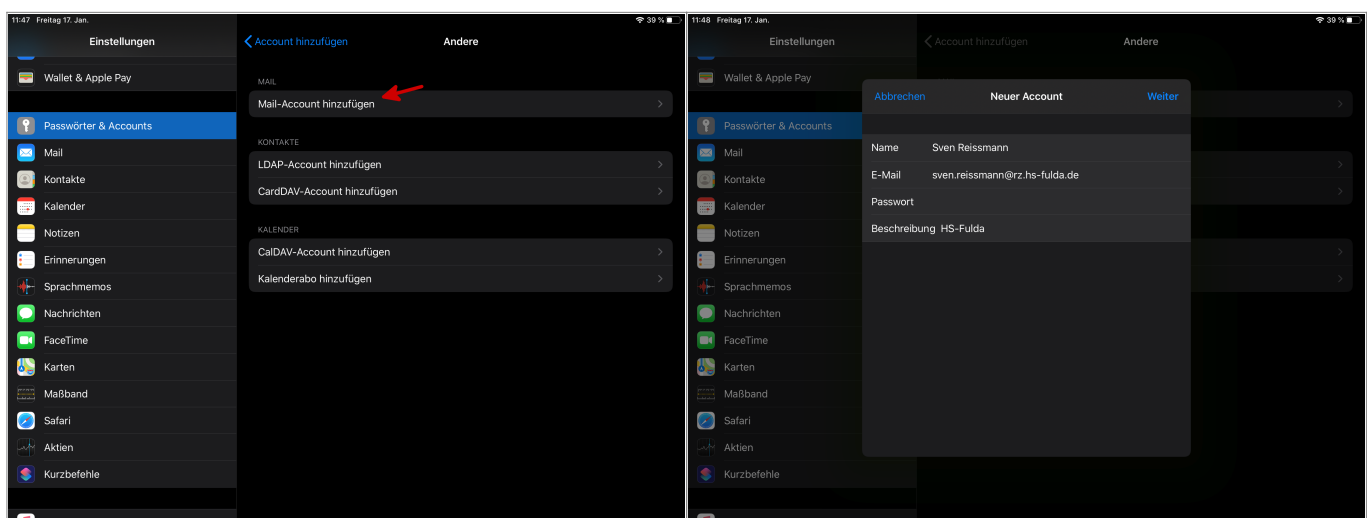 11:47 Freitag 17. Jan.
39 %
Einstellungen
Account hinzufügen
Andere
Wallet & Apple Pay
Passwörter & Accounts
Mail
Kontakte
Kalender
Notizen
Erinnerungen
Sprachmemos
Nachrichten
FaceTime
Karten
Maßband
Safari
Aktien
Kurzbefehle
MAIL
Mail-Account hinzufügen
KONTAKTE
LDAP-Account hinzufügen
CardDAV-Account hinzufügen
KALENDER
CalDAV-Account hinzufügen
Kalenderabo hinzufügen
11:48 Freitag 17. Jan.
39 %
Einstellungen
Account hinzufügen
Andere
Wallet & Apple Pay
Passwörter & Accounts
Mail
Kontakte
Kalender
Notizen
Erinnerungen
Sprachmemos
Nachrichten
FaceTime
Karten
Maßband
Safari
Aktien
Kurzbefehle
Abbrechen
Neuer Account
Weiter
Name Sven Reissmann
E-Mail sven.reissmann@rz.hs-fulda.de
Passwort
Beschreibung HS-Fulda